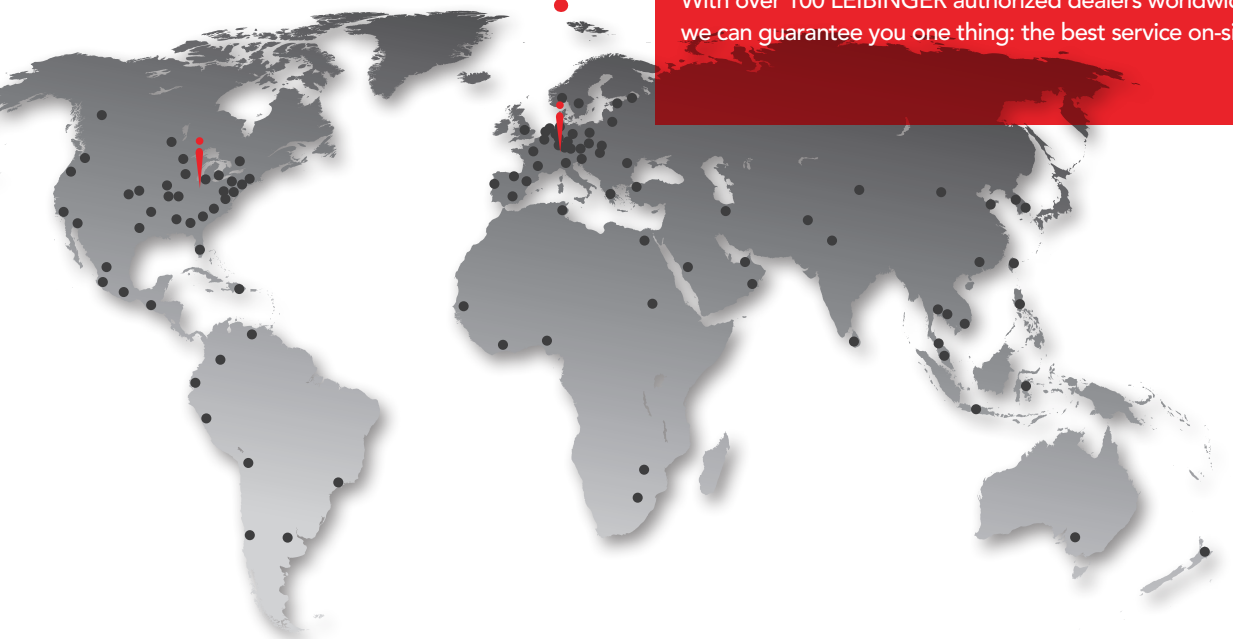 With over 100 LEIBINGER authorized dealers
we can guarantee you one thing: the best service